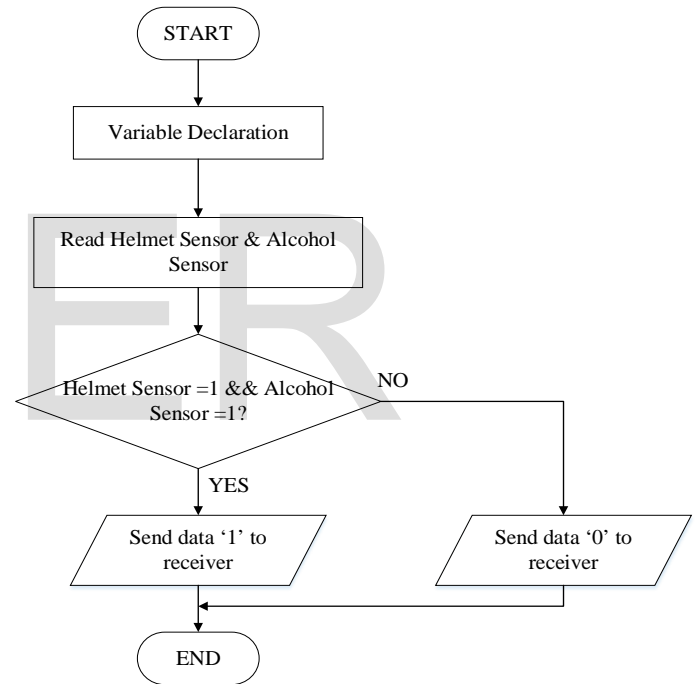 START
Variable Declaration
Read Helmet Sensor & Alcohol
Sensor
Helmet Sensor =1 && Alcohol
Sensor =1?
NO
YES
Send data ‘1’ to
receiver
Send data ‘0’ to
receiver
END
ER